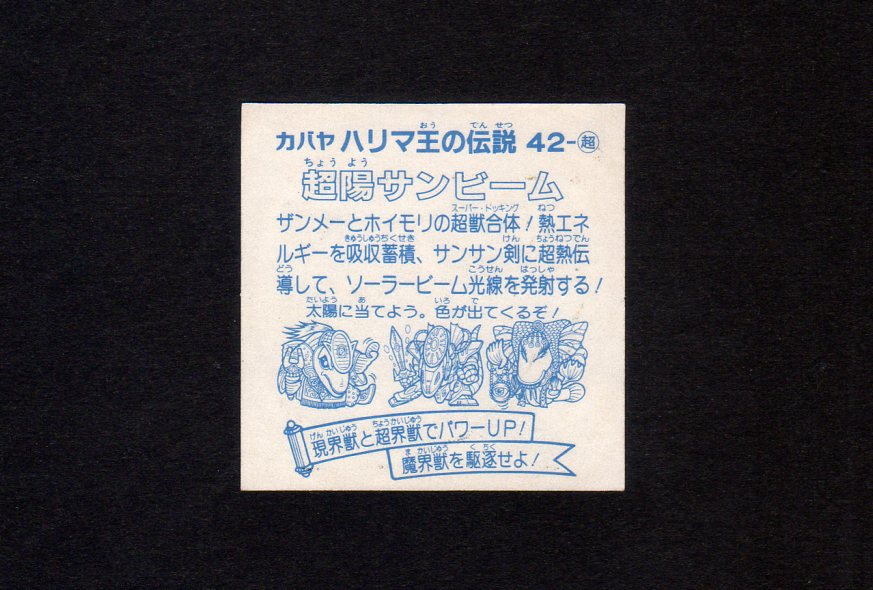 カバヤ ハリマ王の伝説 42-超
超陽サンビーム
ザンメーとホイモリの超獣合体!熱エネ
ルギーを吸収蓄積、サンサン剣に超熱伝
導して、ソーラービーム光線を発射する!
太陽に当てよう。色が出てくるぞ!
現界獣と超界獣でパワーUP!
魔界獣を駆逐せよ!